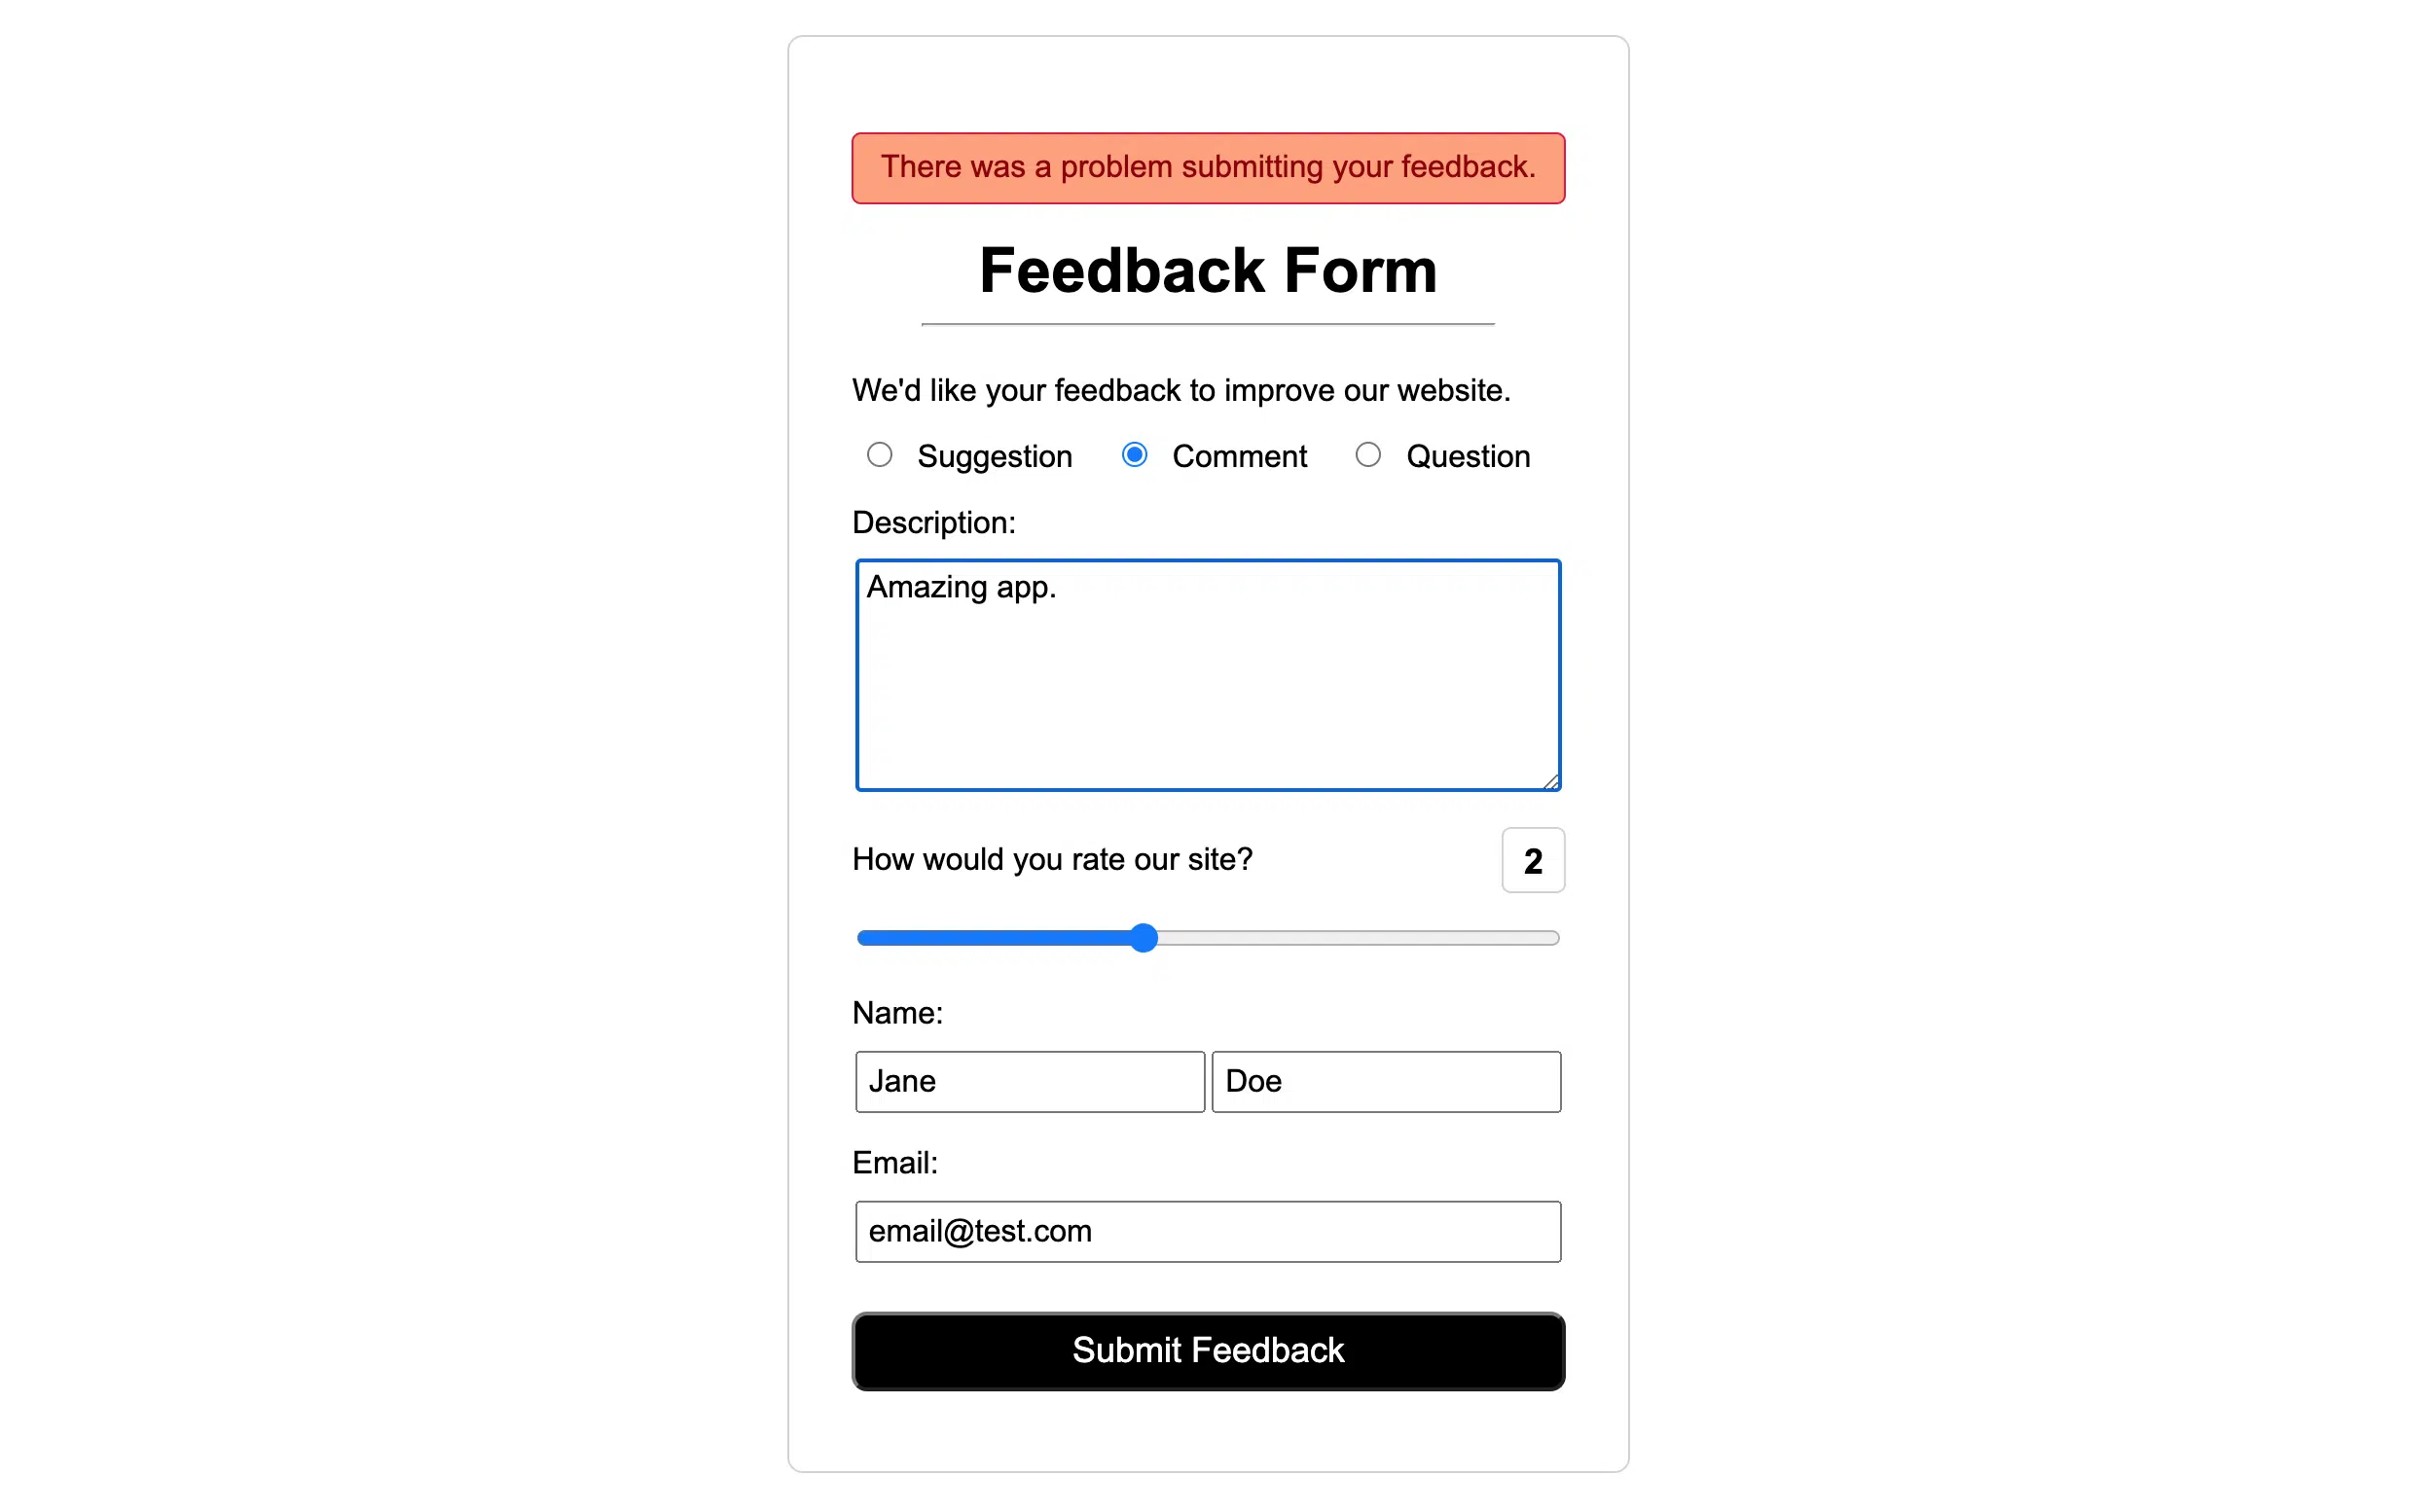 There was a problem submitting your feedback.
Feedback Form
We'd like your feedback to improve our website.
Suggestion Comment Question
Description:
Amazing app.
How would you rate our site? 2
Name:
Jane Doe
Email:
email@test.com
Submit Feedback